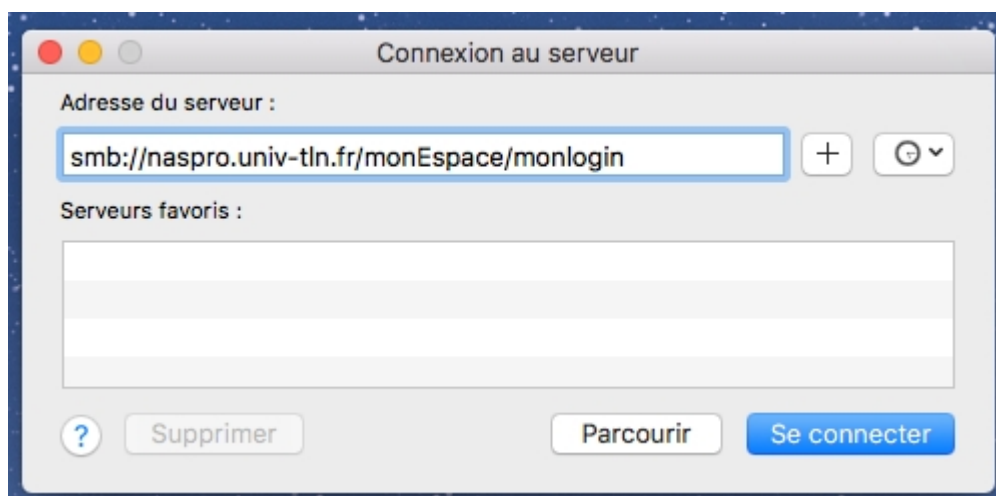 Connexion au serveur
Adresse du serveur :
smb://naspro.univ-tln.fr/monEspace/monlogin
+
Serveurs favoris :
?
Supprimer
Parcourir
Se connecter